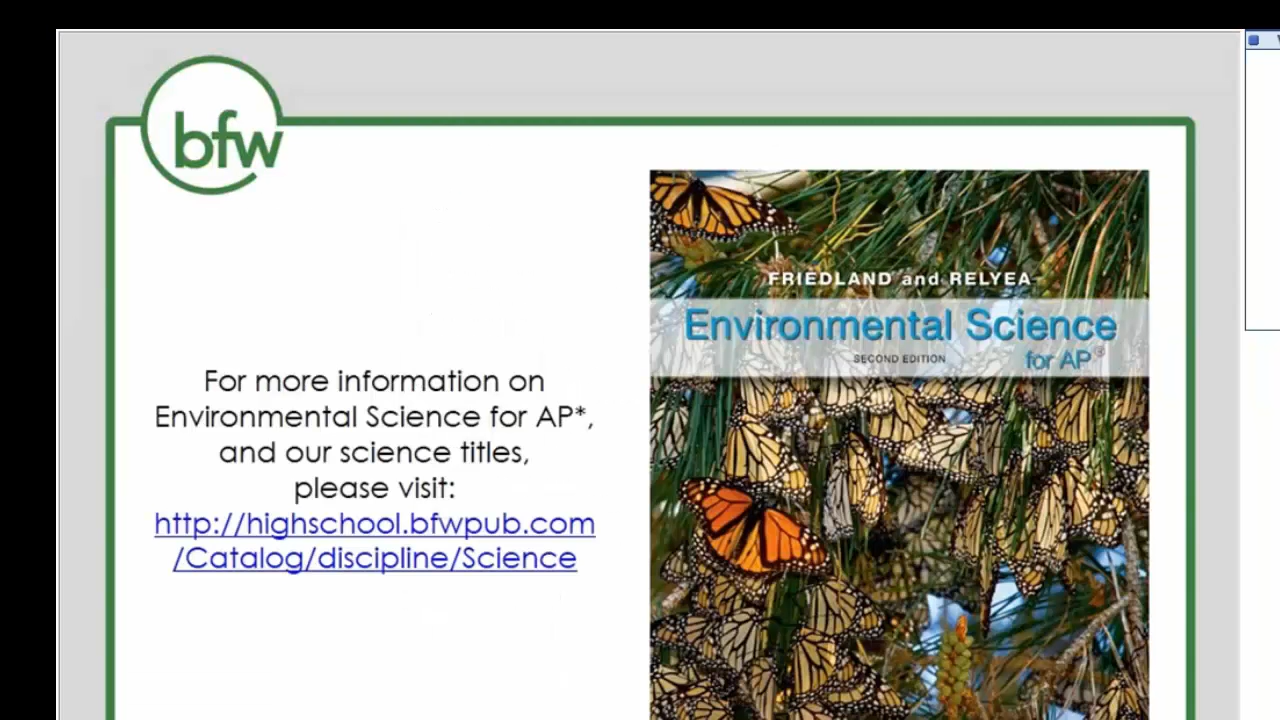 bfw
For more information on
Environmental Science for AP*,
and our science titles,
please visit:
http://highschool.bfwpub.com
/Catalog/discipline/Science
FRIEDLAND and RELYEA
Environmental Science
SECOND EDITION
for AP®